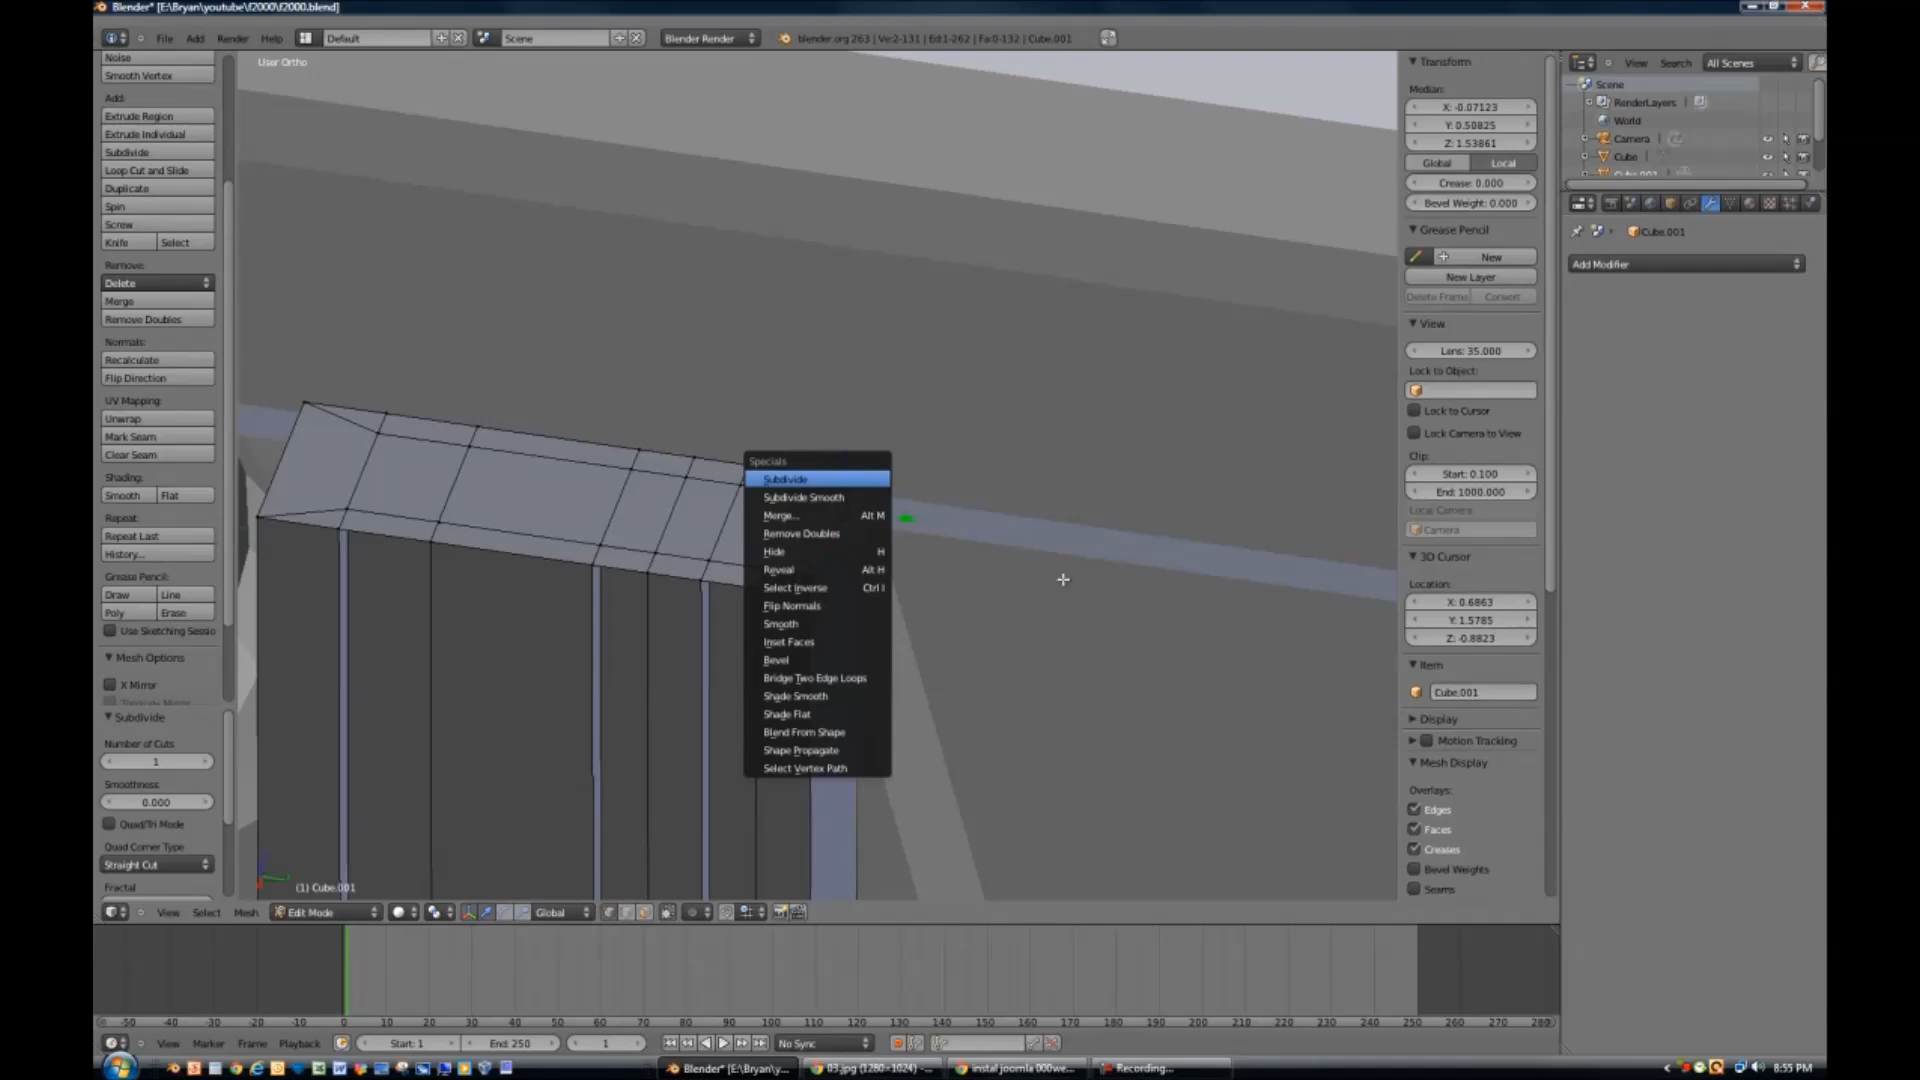 Blender* [E:\Bryan\youtube\f2000\f2000.blend]
File Add Render Help Default Scene Blender Render blender.org 263 | Ve:2-131 | Ed:1-262 | Fa:0-132 | Cube.001
Noise
Smooth Vertex
Add:
Extrude Region
Extrude Individual
Subdivide
Loop Cut and Slide
Duplicate
Spin
Screw
Knife Select
Remove:
Delete
Merge
Remove Doubles
Normals:
Recalculate
Flip Direction
UV Mapping:
Unwrap
Mark Seam
Clear Seam
Shading:
Smooth Flat
Repeat:
Repeat Last
History...
Grease Pencil:
Draw Line
Poly Erase
Use Sketching Sessio
Mesh Options
X Mirror
Subdivide
Number of Cuts
1
Smoothness
0.000
Quad/Tri Mode
Quad Corner Type
Straight Cut
Fractal
User Ortho
Specials
Subdivide
Subdivide Smooth
Merge... Alt M
Remove Doubles
Hide H
Reveal Alt H
Select Inverse Ctrl I
Flip Normals
Smooth
Inset Faces
Bevel
Bridge Two Edge Loops
Shade Smooth
Shade Flat
Blend From Shape
Shape Propagate
Select Vertex Path
(1) Cube.001
View Select Mesh Edit Mode Global
Transform
Median:
X: -0.07123
Y: 0.50825
Z: 1.53861
Global Local
Crease: 0.000
Bevel Weight: 0.000
Grease Pencil
New
New Layer
Delete Frame Convert
View
Lens: 35.000
Lock to Object:
Lock to Cursor
Lock Camera to View
Clip:
Start: 0.100
End: 1000.000
Local Camera
Camera
3D Cursor
Location:
X: 0.6863
Y: 1.5785
Z: -0.8823
Item
Cube.001
Display
Motion Tracking
Mesh Display
Overlays:
Edges
Faces
Creases
Bevel Weights
Seams
View Search All Scenes
Scene
RenderLayers
World
Camera
Cube
Cube.001
Cube.001
Add Modifier
-50 -40 -30 -20 -10 0 10 20 30 40 50 60 70 80 90 100 110 120 130 140 150 160 170 180 190 200 210 220 230 240 250 260 270 280
View Marker Frame Playback Start: 1 End: 250 1 No Sync
Blender* [E:\Bryan\y... 03.jpg (1280×1024) -... instal joomla 000we... Recording... 8:55 PM